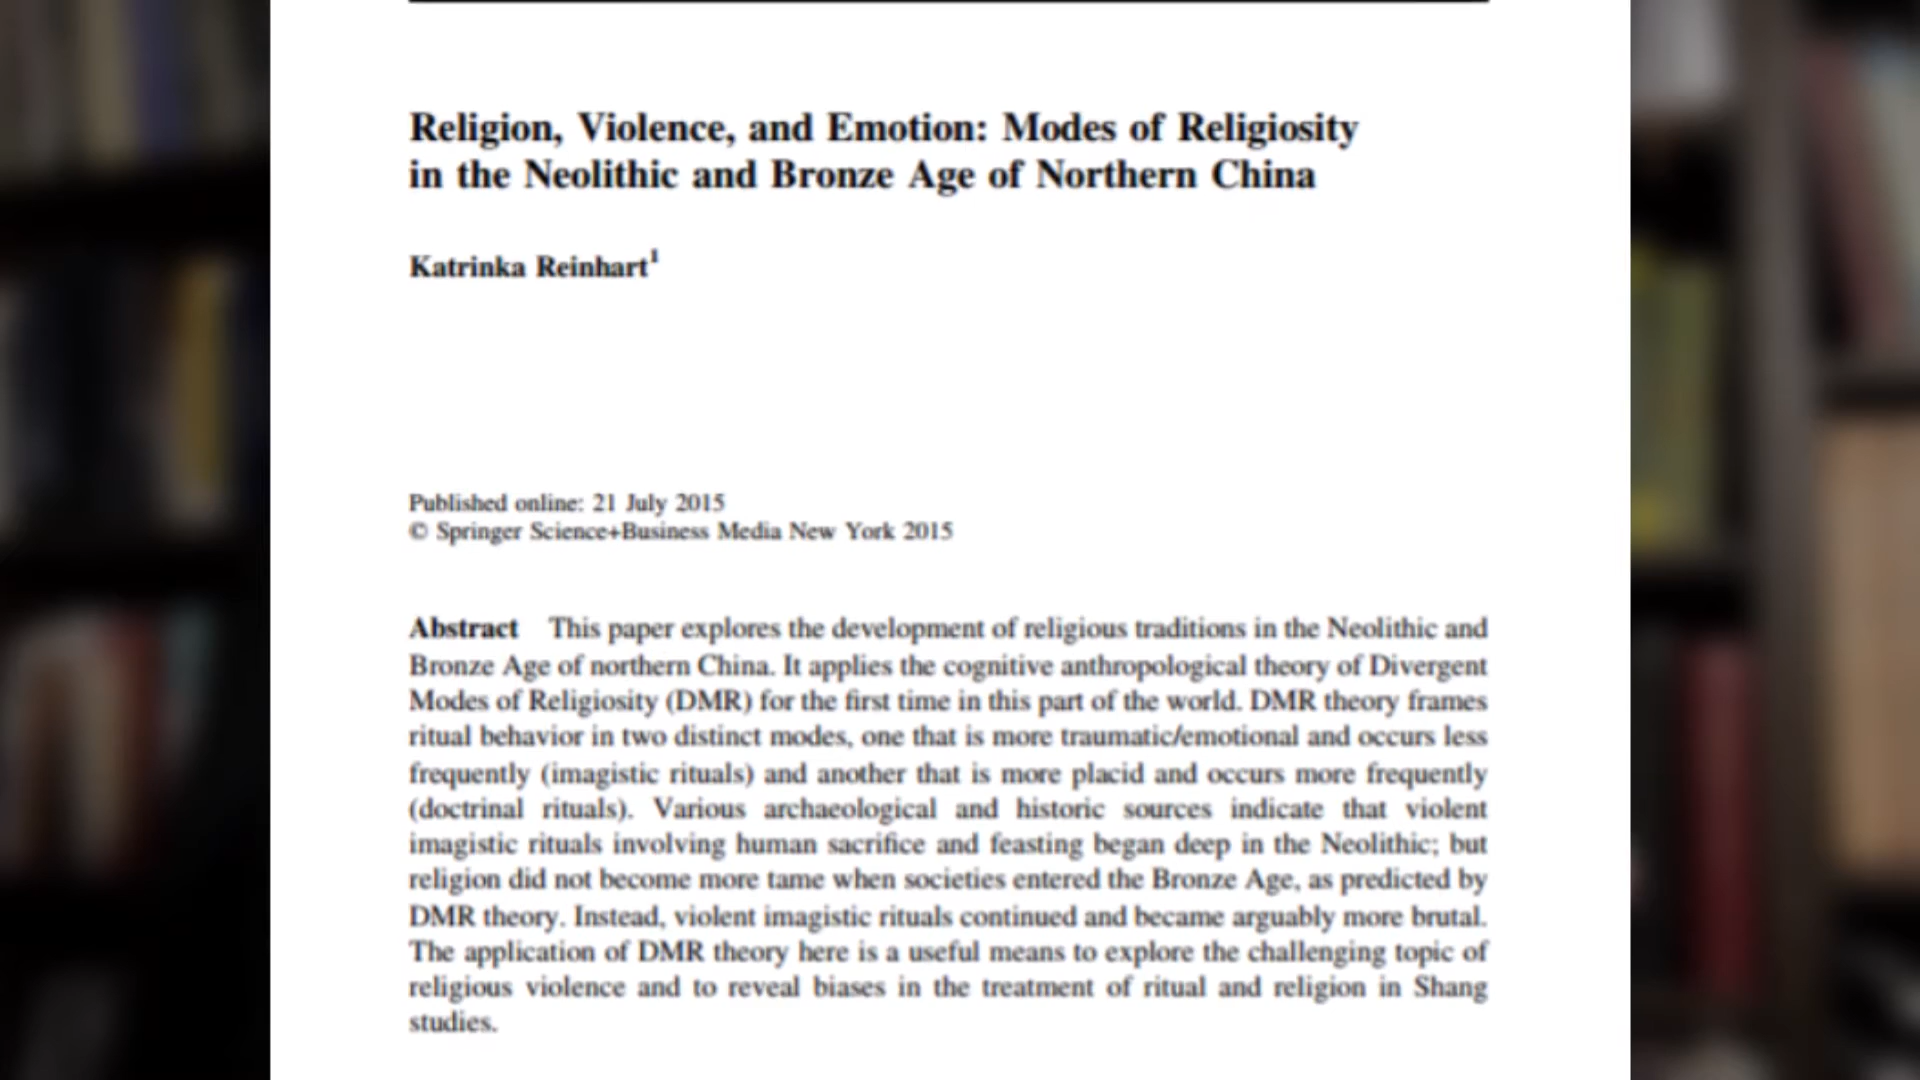 Religion, Violence, and Emotion: Modes of Religiosity
in the Neolithic and Bronze Age of Northern China
Katrinka Reinhart¹
Published online: 21 July 2015
© Springer Science+Business Media New York 2015
Abstract This paper explores the development of religious traditions in the Neolithic and
Bronze Age of northern China. It applies the cognitive anthropological theory of Divergent
Modes of Religiosity (DMR) for the first time in this part of the world. DMR theory frames
ritual behavior in two distinct modes, one that is more traumatic/emotional and occurs less
frequently (imagistic rituals) and another that is more placid and occurs more frequently
(doctrinal rituals). Various archaeological and historic sources indicate that violent
imagistic rituals involving human sacrifice and feasting began deep in the Neolithic; but
religion did not become more tame when societies entered the Bronze Age, as predicted by
DMR theory. Instead, violent imagistic rituals continued and became arguably more brutal.
The application of DMR theory here is a useful means to explore the challenging topic of
religious violence and to reveal biases in the treatment of ritual and religion in Shang
studies.